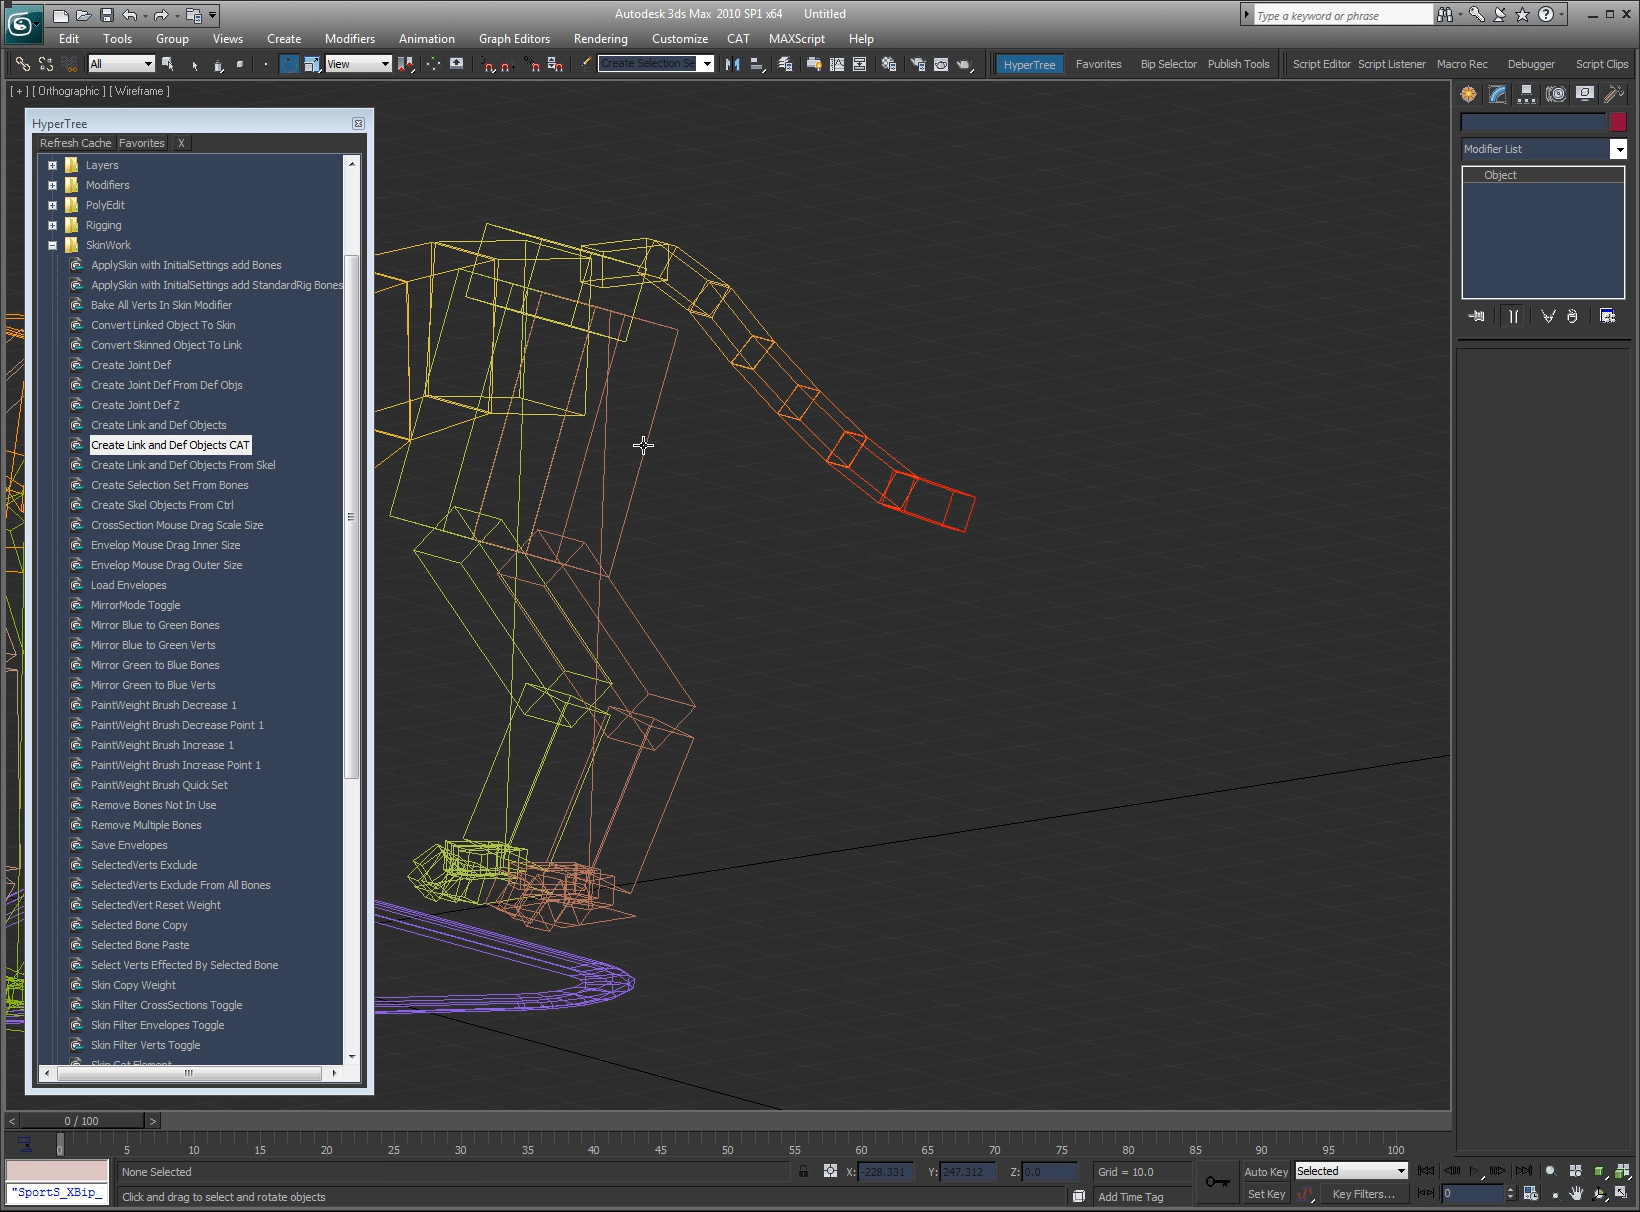 Autodesk 3ds Max 2010 SP1 x64 Untitled
Type a keyword or phrase
Edit Tools Group Views Create Modifiers Animation Graph Editors Rendering Customize CAT MAXScript Help
All View Create Selection Se HyperTree Favorites Bip Selector Publish Tools Script Editor Script Listener Macro Rec Debugger Script Clips
[ + ] [ Orthographic ] [ Wireframe ]
HyperTree
Refresh Cache Favorites X
Layers
Modifiers
PolyEdit
Rigging
SkinWork
ApplySkin with InitialSettings add Bones
ApplySkin with InitialSettings add StandardRig Bones
Bake All Verts In Skin Modifier
Convert Linked Object To Skin
Convert Skinned Object To Link
Create Joint Def
Create Joint Def From Def Objs
Create Joint Def Z
Create Link and Def Objects
Create Link and Def Objects CAT
Create Link and Def Objects From Skel
Create Selection Set From Bones
Create Skel Objects From Ctrl
CrossSection Mouse Drag Scale Size
Envelop Mouse Drag Inner Size
Envelop Mouse Drag Outer Size
Load Envelopes
MirrorMode Toggle
Mirror Blue to Green Bones
Mirror Blue to Green Verts
Mirror Green to Blue Bones
Mirror Green to Blue Verts
PaintWeight Brush Decrease 1
PaintWeight Brush Decrease Point 1
PaintWeight Brush Increase 1
PaintWeight Brush Increase Point 1
PaintWeight Brush Quick Set
Remove Bones Not In Use
Remove Multiple Bones
Save Envelopes
SelectedVerts Exclude
SelectedVerts Exclude From All Bones
SelectedVert Reset Weight
Selected Bone Copy
Selected Bone Paste
Select Verts Effected By Selected Bone
Skin Copy Weight
Skin Filter CrossSections Toggle
Skin Filter Envelopes Toggle
Skin Filter Verts Toggle
Modifier List
Object
< 0 / 100 >
0 5 10 15 20 25 30 35 40 45 50 55 60 65 70 75 80 85 90 95 100
None Selected X: -228.331 Y: 247.312 Z: 0.0 Grid = 10.0 Auto Key Selected
"SportS_XBip_ Click and drag to select and rotate objects Add Time Tag Set Key Key Filters... 0